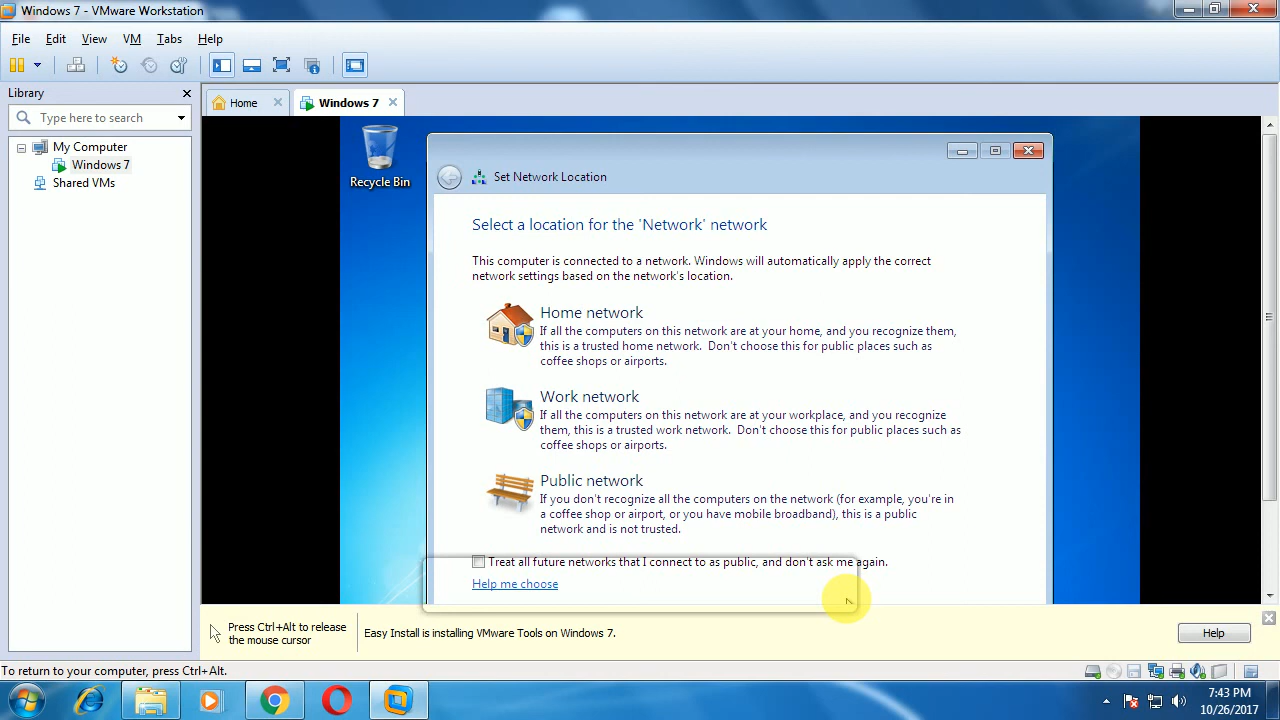 Windows 7 - VMware Workstation
File Edit View VM Tabs Help
Library
Type here to search
My Computer
Windows 7
Shared VMs
Home
Windows 7
Recycle Bin
Set Network Location
Select a location for the 'Network' network
This computer is connected to a network. Windows will automatically apply the correct
network settings based on the network's location.
Home network
If all the computers on this network are at your home, and you recognize them,
this is a trusted home network. Don't choose this for public places such as
coffee shops or airports.
Work network
If all the computers on this network are at your workplace, and you recognize
them, this is a trusted work network. Don't choose this for public places such as
coffee shops or airports.
Public network
If you don't recognize all the computers on the network (for example, you're in
a coffee shop or airport, or you have mobile broadband), this is a public
network and is not trusted.
Treat all future networks that I connect to as public, and don't ask me again.
Help me choose
Press Ctrl+Alt to release
the mouse cursor
Easy Install is installing VMware Tools on Windows 7.
Help
To return to your computer, press Ctrl+Alt.
7:43 PM
10/26/2017